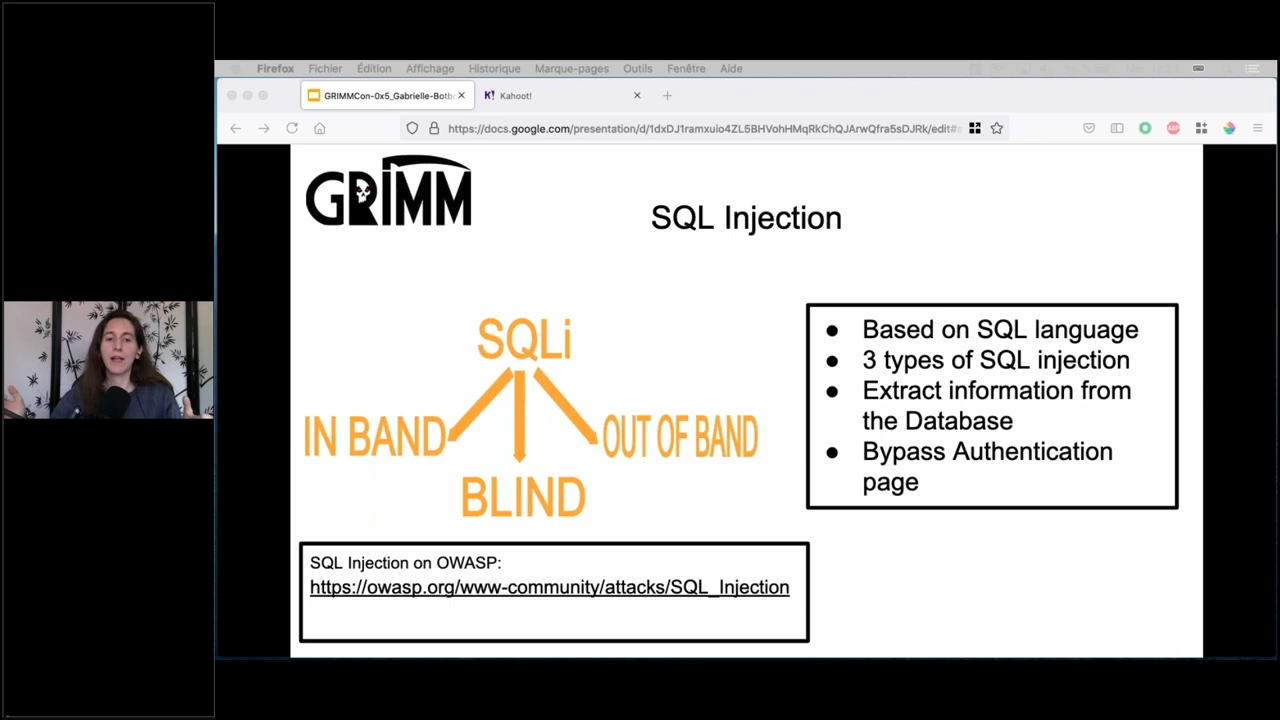 Firefox Fichier Édition Affichage Historique Marque-pages Outils Fenêtre Aide
GRIMMCon-0x5_Gabrielle-Botb
Kahoot!
https://docs.google.com/presentation/d/1dxDJ1ramxuio4ZL5BHVohHMqRkChQJArwQfra5sDJRk/edit#
GRIMM
SQL Injection
SQLi
IN BAND
OUT OF BAND
BLIND
● Based on SQL language
● 3 types of SQL injection
● Extract information from
the Database
● Bypass Authentication
page
SQL Injection on OWASP:
https://owasp.org/www-community/attacks/SQL_Injection